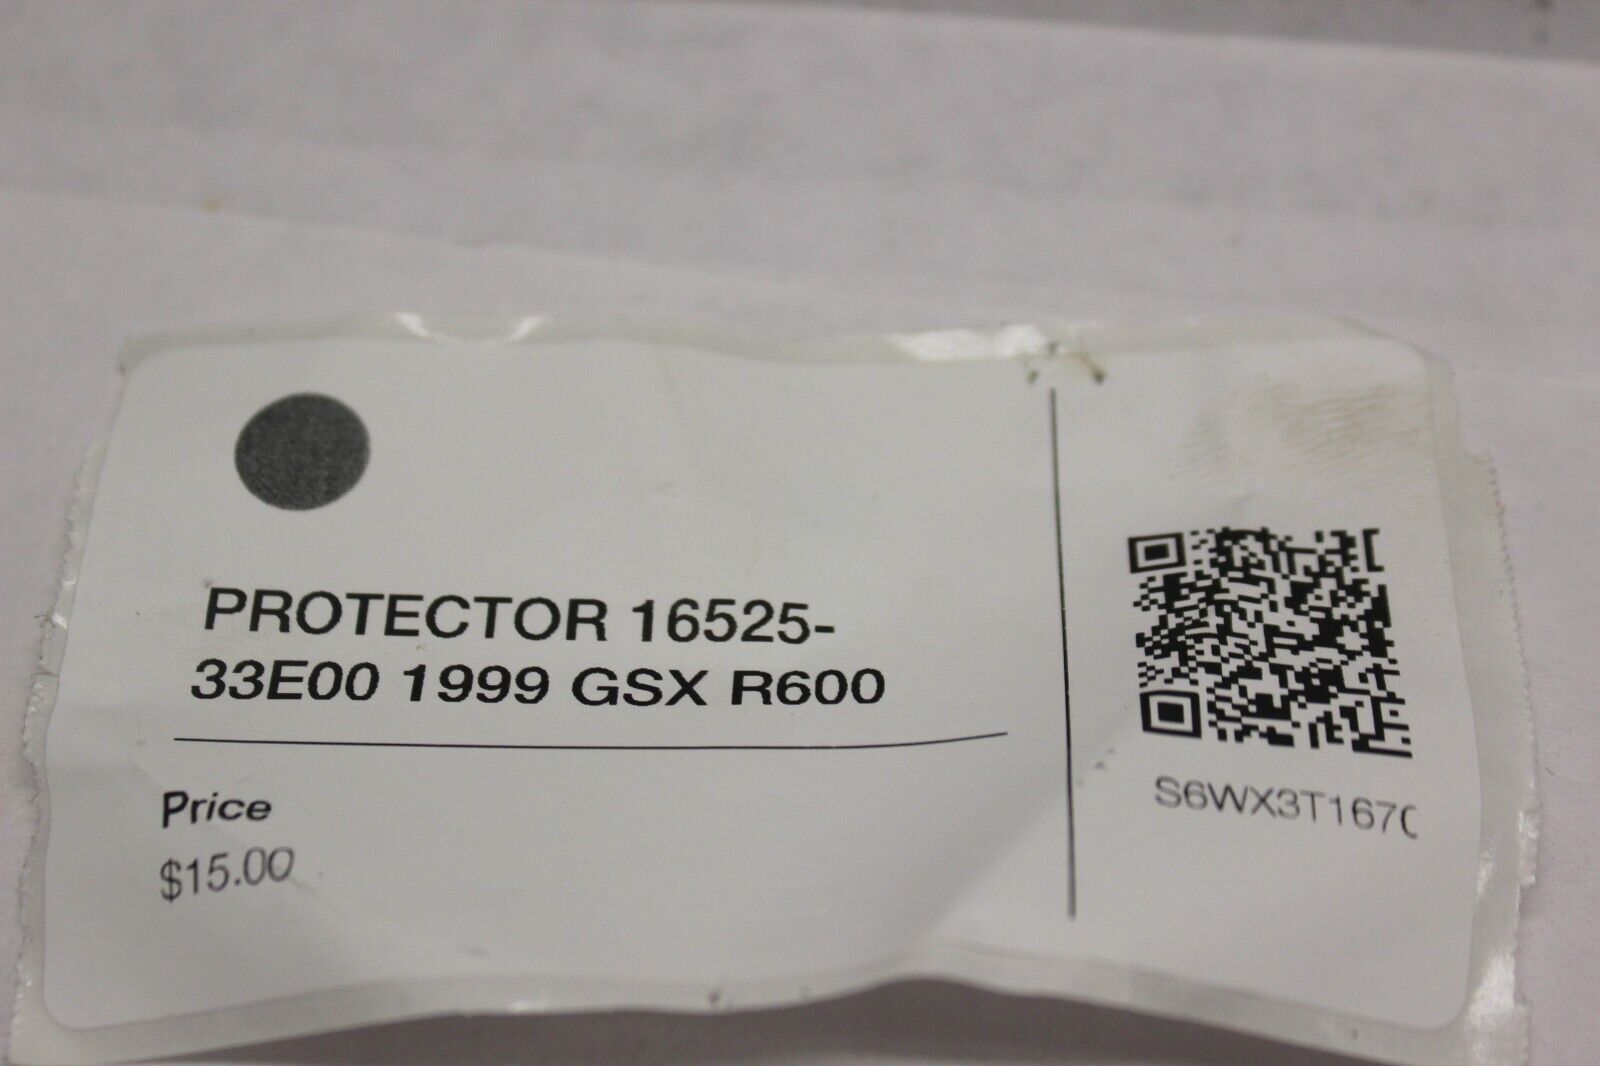 PROTECTOR 16525-
33E00 1999 GSX R600
Price
$15.00
S6WX3T167